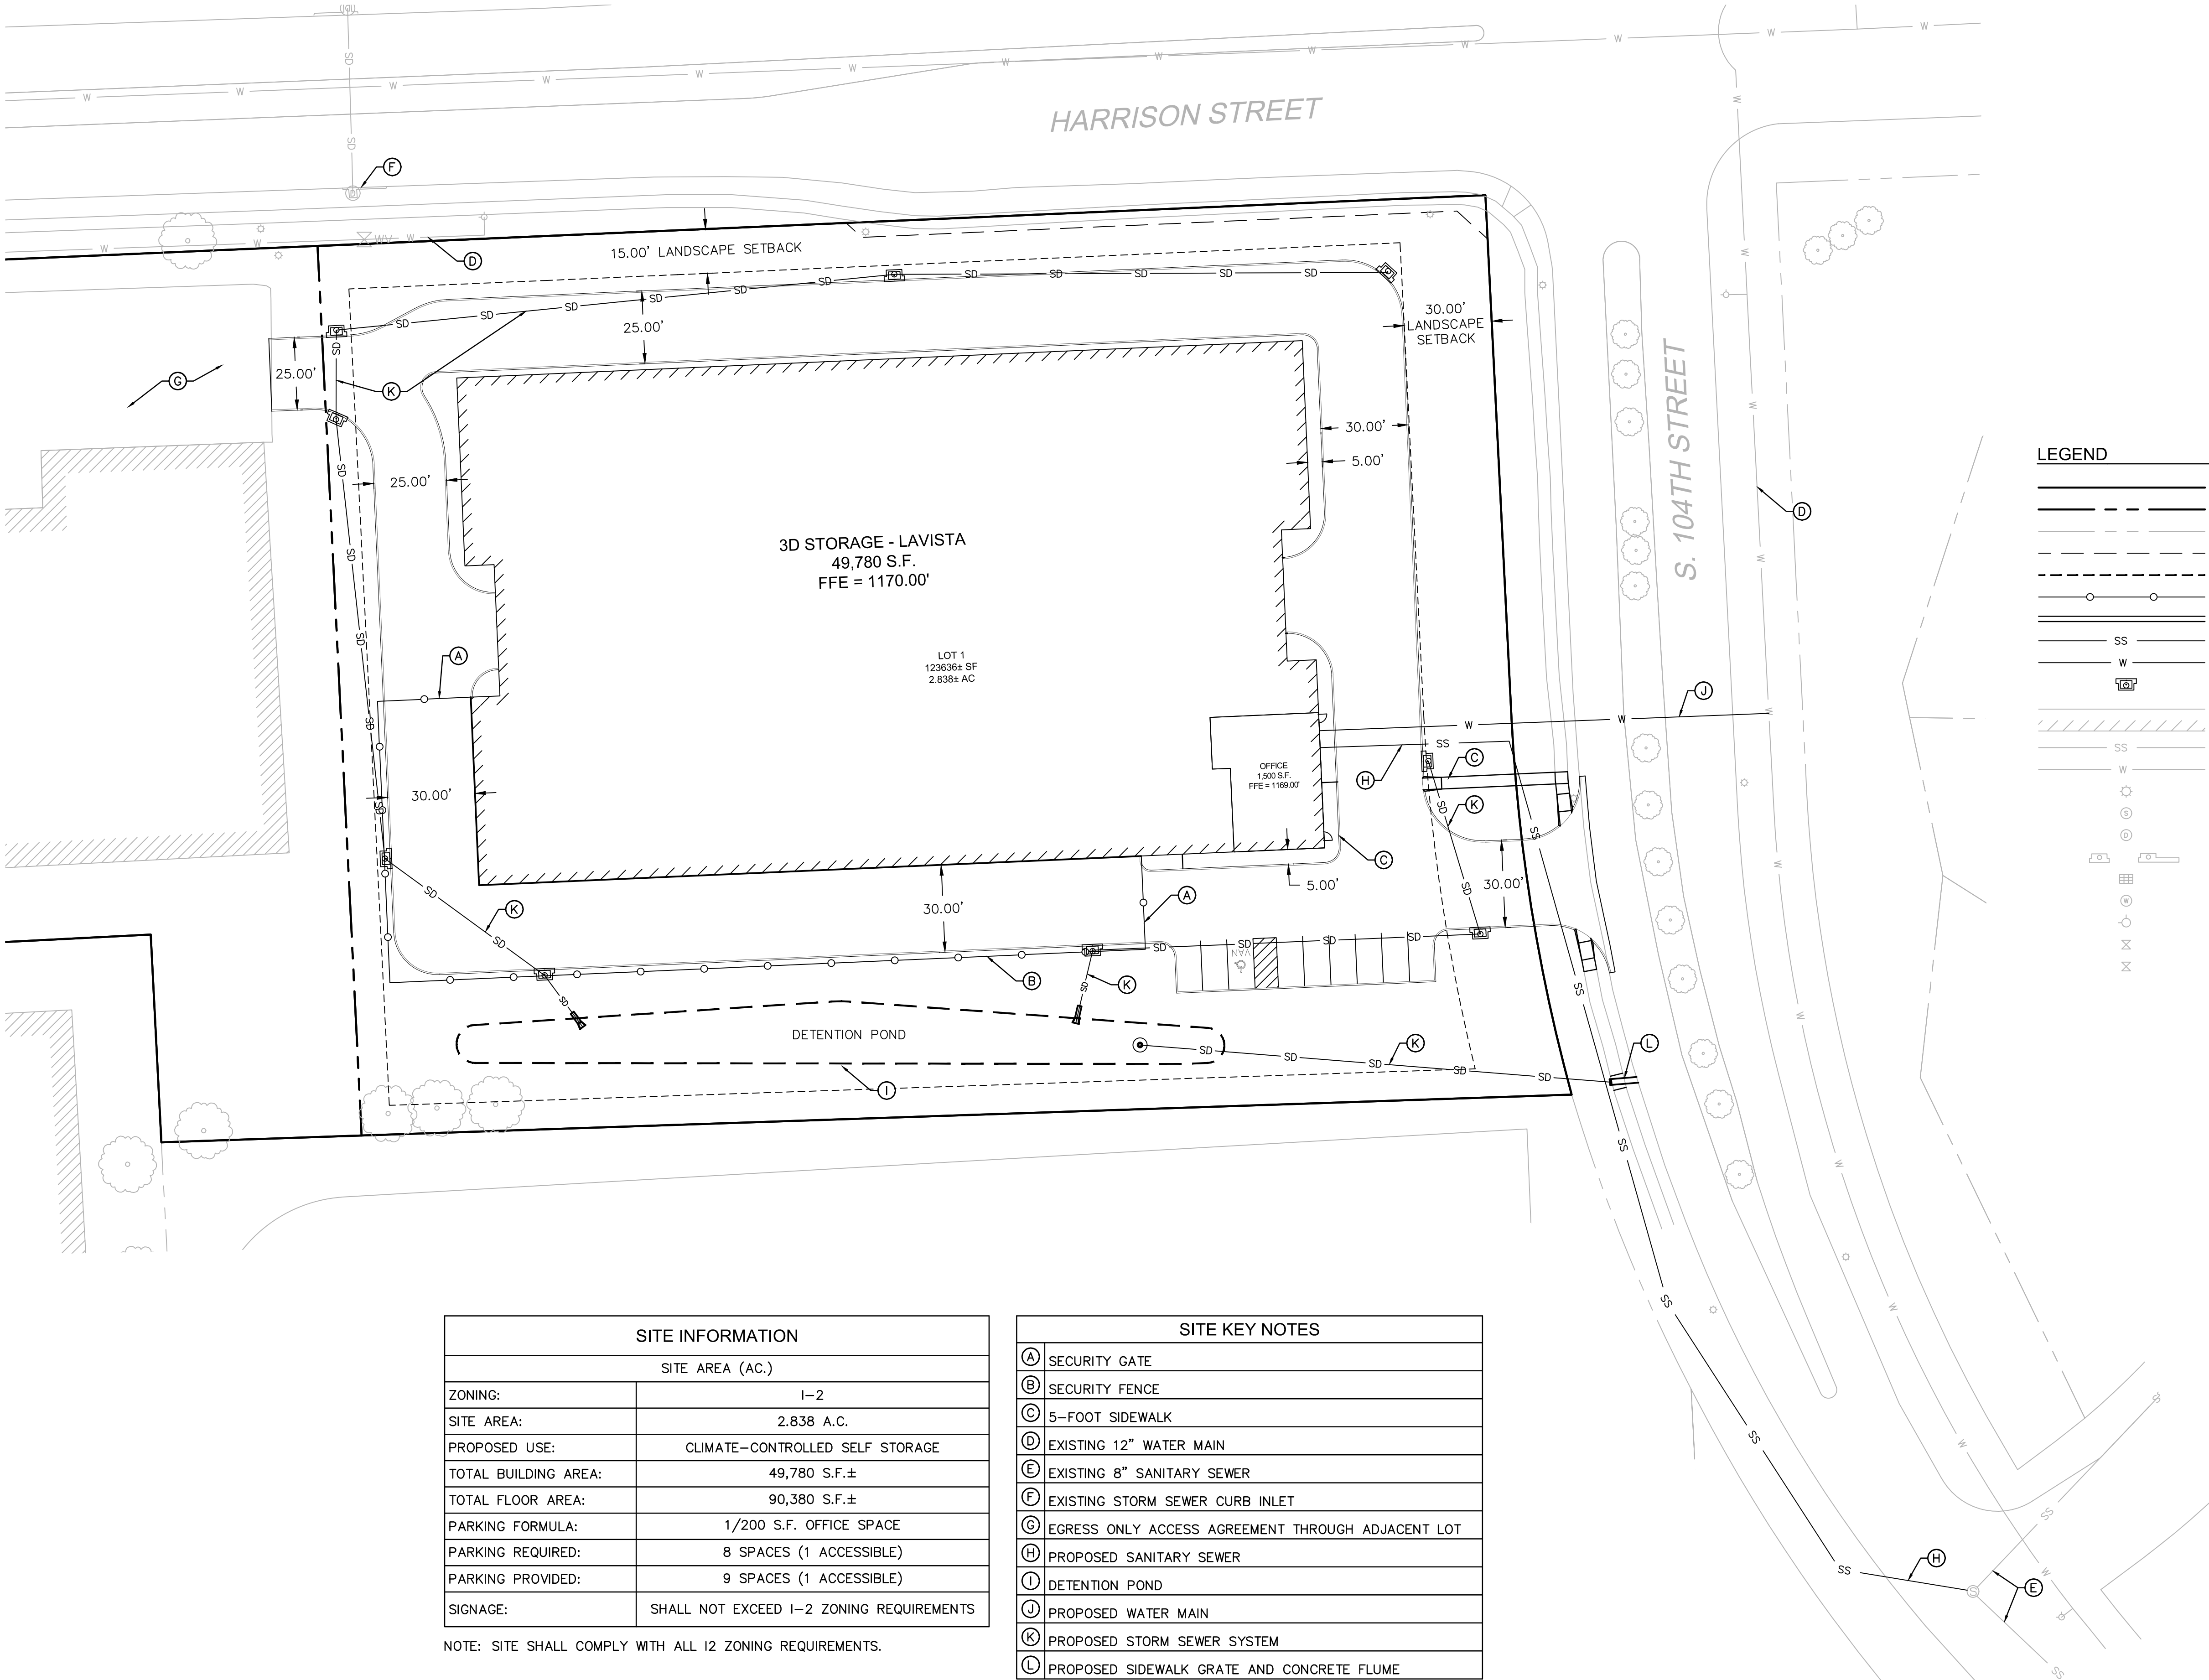 HARRISON STREET
F
D
15.00' LANDSCAPE SETBACK
25.00'
30.00'
LANDSCAPE
SETBACK
G
25.00'
K
30.00'
5.00'
25.00'
S. 104TH STREET
D
3D STORAGE - LAVISTA
49,780 S.F.
FFE = 1170.00'
LOT 1
123636± SF
2.838± AC
A
J
OFFICE
1,500 S.F.
FFE = 1169.00'
H
C
K
30.00'
C
5.00'
30.00'
30.00'
A
K
VAN
B
K
DETENTION POND
K
L
I
H
E
LEGEND
SS
W
SS
W
S
D
W
SITE INFORMATION
SITE AREA (AC.)
ZONING: I-2
SITE AREA: 2.838 A.C.
PROPOSED USE: CLIMATE-CONTROLLED SELF STORAGE
TOTAL BUILDING AREA: 49,780 S.F.±
TOTAL FLOOR AREA: 90,380 S.F.±
PARKING FORMULA: 1/200 S.F. OFFICE SPACE
PARKING REQUIRED: 8 SPACES (1 ACCESSIBLE)
PARKING PROVIDED: 9 SPACES (1 ACCESSIBLE)
SIGNAGE: SHALL NOT EXCEED I-2 ZONING REQUIREMENTS
NOTE: SITE SHALL COMPLY WITH ALL I2 ZONING REQUIREMENTS.
SITE KEY NOTES
A SECURITY GATE
B SECURITY FENCE
C 5-FOOT SIDEWALK
D EXISTING 12" WATER MAIN
E EXISTING 8" SANITARY SEWER
F EXISTING STORM SEWER CURB INLET
G EGRESS ONLY ACCESS AGREEMENT THROUGH ADJACENT LOT
H PROPOSED SANITARY SEWER
I DETENTION POND
J PROPOSED WATER MAIN
K PROPOSED STORM SEWER SYSTEM
L PROPOSED SIDEWALK GRATE AND CONCRETE FLUME